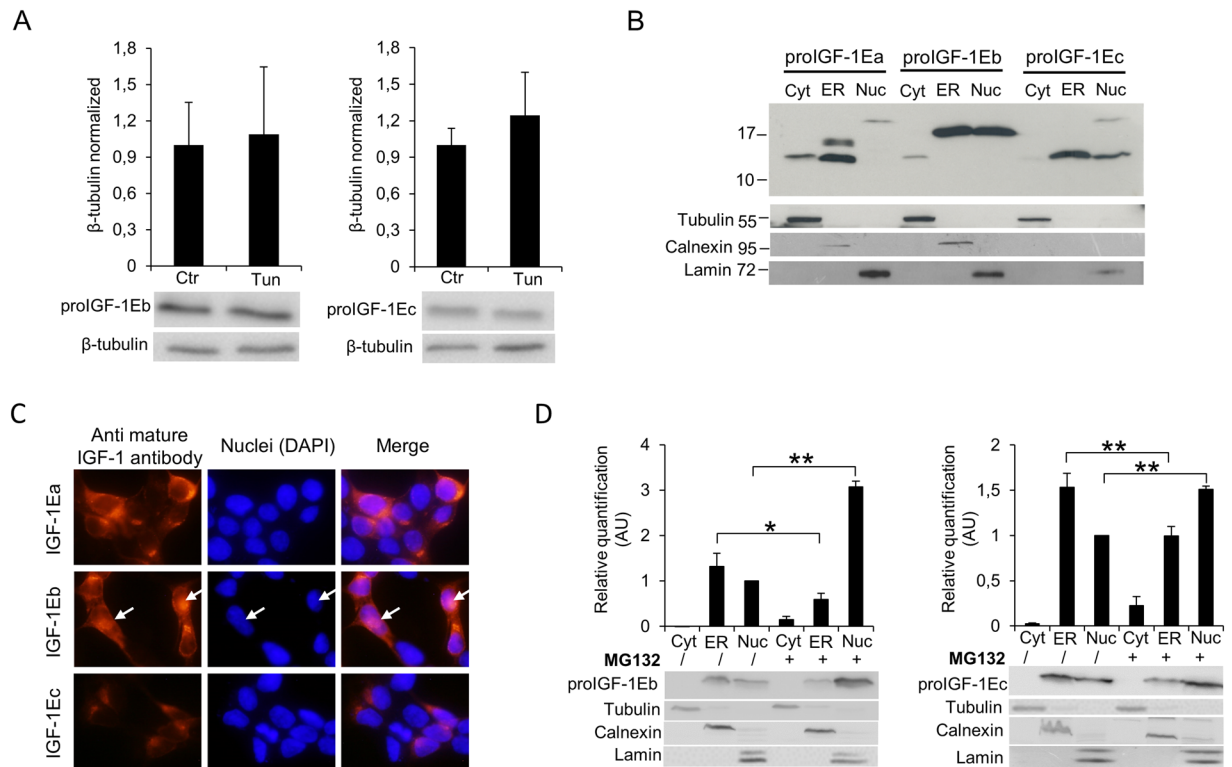 A
1,8
1,5
1,2
0,9
0,6
0,3
0
β-tubulin normalized
Ctr Tun
proIGF-1Eb
β-tubulin
1,8
1,5
1,2
0,9
0,6
0,3
0
β-tubulin normalized
Ctr Tun
proIGF-1Ec
β-tubulin
B
proIGF-1Ea proIGF-1Eb proIGF-1Ec
Cyt ER Nuc Cyt ER Nuc Cyt ER Nuc
17
10
Tubulin 55
Calnexin 95
Lamin 72
C
Anti mature
IGF-1 antibody
Nuclei (DAPI)
Merge
IGF-1Ea
IGF-1Eb
IGF-1Ec
D
4
3
2
1
0
Relative quantification
(AU)
*
**
Cyt ER Nuc Cyt ER Nuc
MG132 / / / + + +
proIGF-1Eb
Tubulin
Calnexin
Lamin
2
1,5
1
0,5
0
Relative quantification
(AU)
**
**
Cyt ER Nuc Cyt ER Nuc
MG132 / / / + + +
proIGF-1Ec
Tubulin
Calnexin
Lamin